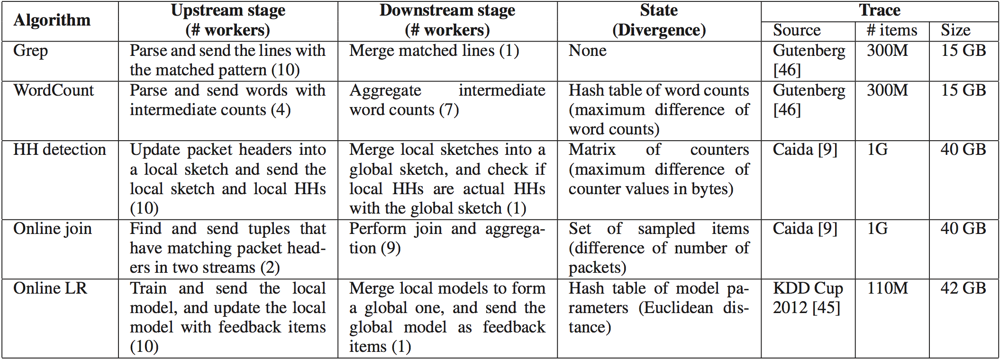 Algorithm
Upstream stage
(# workers)
Downstream stage
(# workers)
State
(Divergence)
Trace
Source
# items
Size
Grep
Parse and send the lines with
the matched pattern (10)
Merge matched lines (1)
None
Gutenberg
[46]
300M
15 GB
WordCount
Parse and send words with
intermediate counts (4)
Aggregate intermediate
word counts (7)
Hash table of word counts
(maximum difference of
word counts)
Gutenberg
[46]
300M
15 GB
HH detection
Update packet headers into
a local sketch and send the
local sketch and local HHs
(10)
Merge local sketches into a
global sketch, and check if
local HHs are actual HHs
with the global sketch (1)
Matrix of counters
(maximum difference of
counter values in bytes)
Caida [9]
1G
40 GB
Online join
Find and send tuples that
have matching packet head-
ers in two streams (2)
Perform join and aggrega-
tion (9)
Set of sampled items
(difference of number of
packets)
Caida [9]
1G
40 GB
Online LR
Train and send the local
model, and update the local
model with feedback items
(10)
Merge local models to form
a global one, and send the
global model as feedback
items (1)
Hash table of model pa-
rameters (Euclidean dis-
tance)
KDD Cup
2012 [45]
110M
42 GB